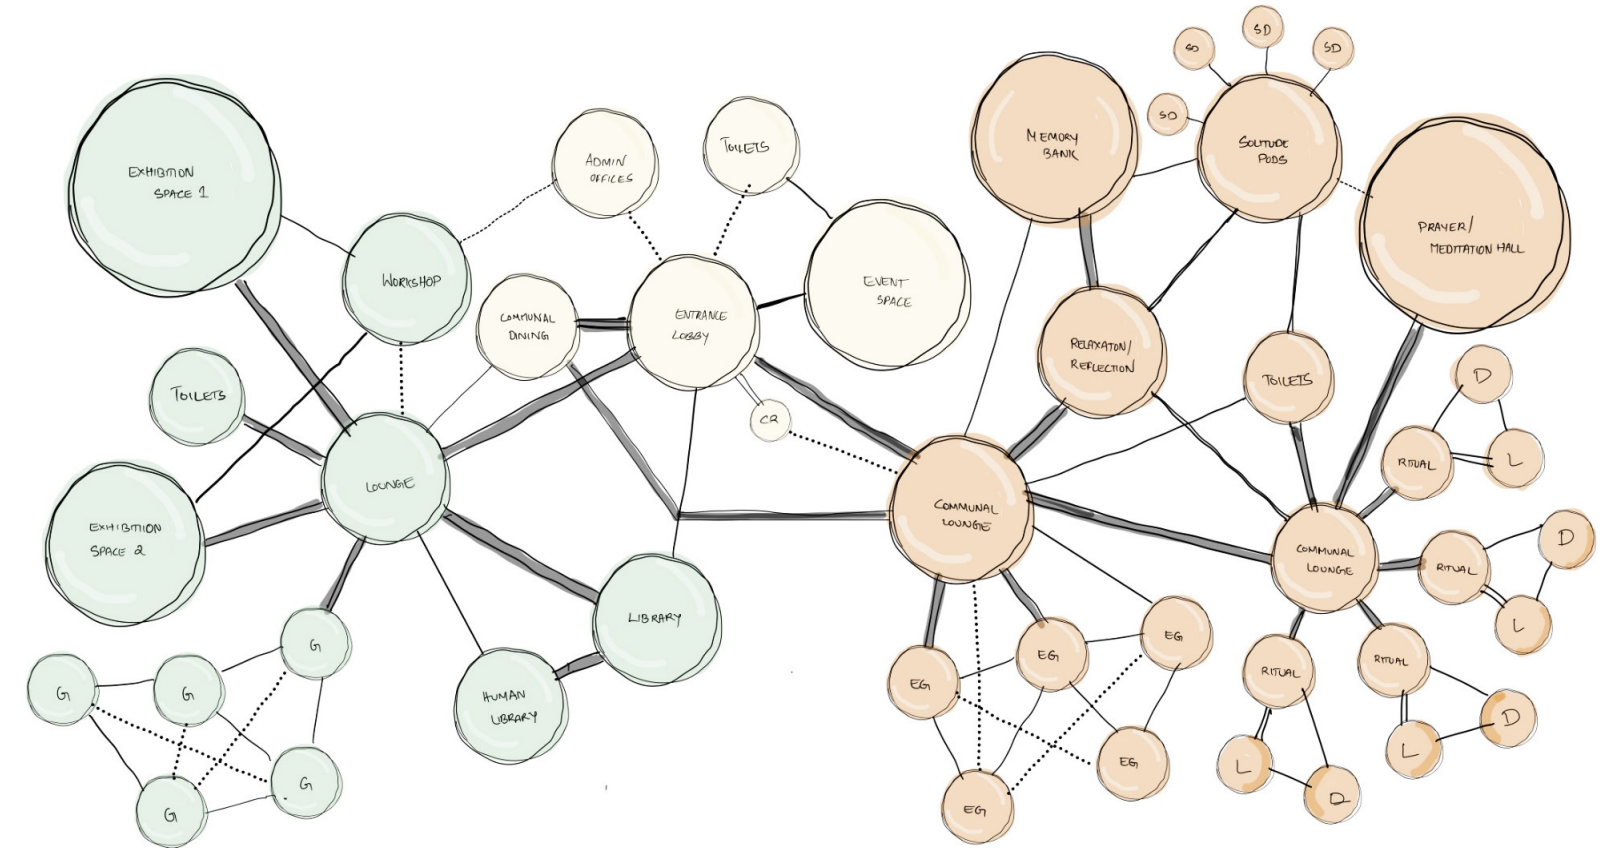 EXHIBITION
SPACE 1
WORKSHOP
TOILETS
EXHIBITION
SPACE 2
LOUNGE
G
G
G
G
G
HUMAN
LIBRARY
LIBRARY
ADMIN
OFFICES
TOILETS
COMMUNAL
DINING
ENTRANCE
LOBBY
EVENT
SPACE
CR
MEMORY
BANK
SD
SD
SD
SD
SOLITUDE
PODS
PRAYER/
MEDITATION HALL
RELAXATON/
REFLECTION
TOILETS
COMMUNAL
LOUNGE
EG
EG
EG
EG
EG
COMMUNAL
LOUNGE
D
RITUAL
L
RITUAL
D
L
RITUAL
L
D
RITUAL
L
D